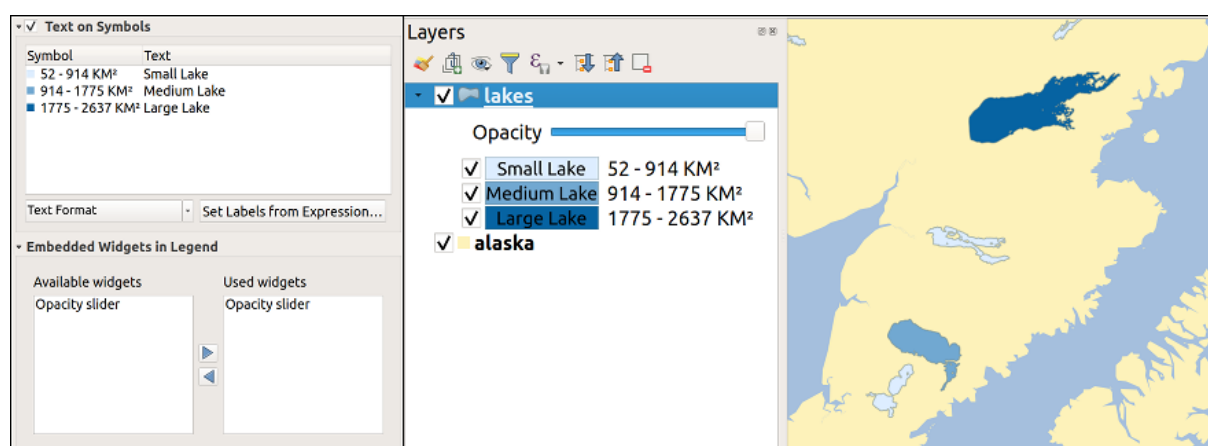 Text on Symbols
Symbol Text
52 - 914 KM² Small Lake
914 - 1775 KM² Medium Lake
1775 - 2637 KM² Large Lake
Text Format Set Labels from Expression...
Embedded Widgets in Legend
Available widgets Used widgets
Opacity slider Opacity slider
Layers
lakes
Opacity
Small Lake 52 - 914 KM²
Medium Lake 914 - 1775 KM²
Large Lake 1775 - 2637 KM²
alaska